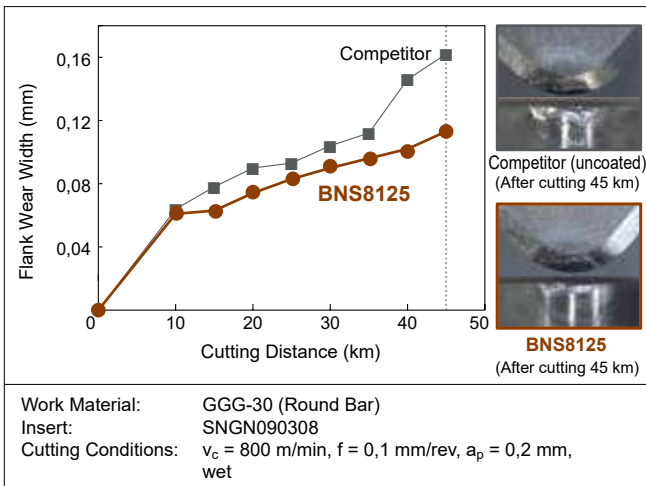 Competitor
0,16
0,12
0,08
0,04
Flank Wear Width (mm)
BNS8125
0 10 20 30 40 50
Cutting Distance (km)
Competitor (uncoated)
(After cutting 45 km)
BNS8125
(After cutting 45 km)
Work Material: GGG-30 (Round Bar)
Insert: SNGN090308
Cutting Conditions: vc = 800 m/min, f = 0,1 mm/rev, ap = 0,2 mm,
wet